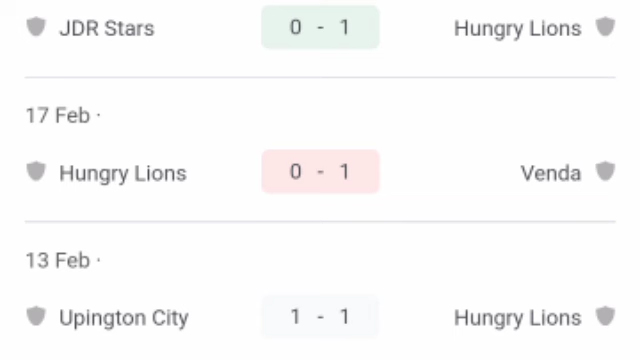 JDR Stars 0 - 1 Hungry Lions
17 Feb ·
Hungry Lions 0 - 1 Venda
13 Feb ·
Upington City 1 - 1 Hungry Lions